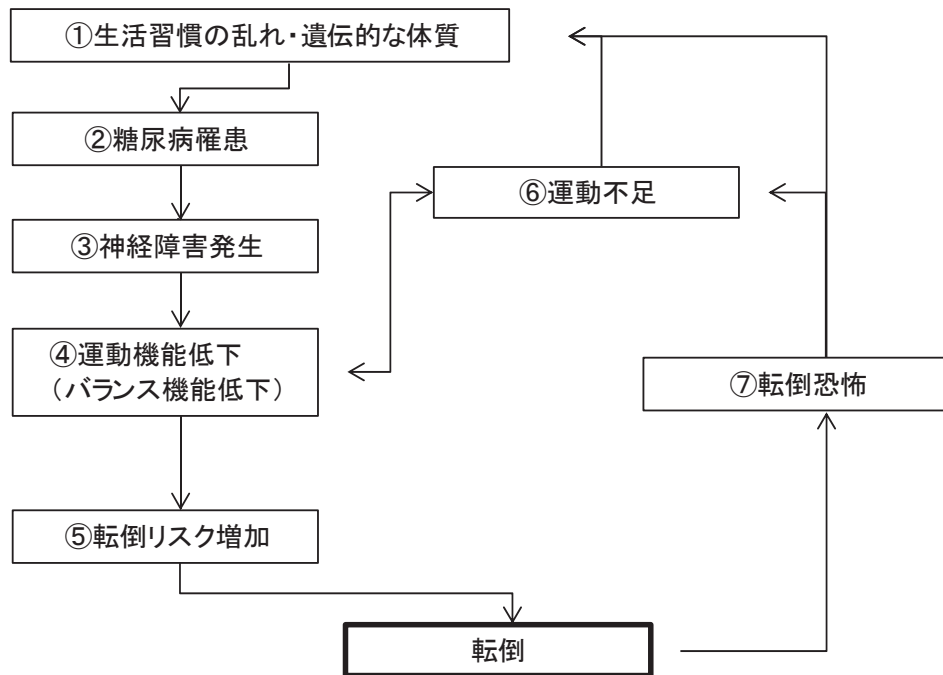 ①生活習慣の乱れ・遺伝的な体質
②糖尿病罹患
⑥運動不足
③神経障害発生
④運動機能低下
（バランス機能低下）
⑦転倒恐怖
⑤転倒リスク増加
転倒